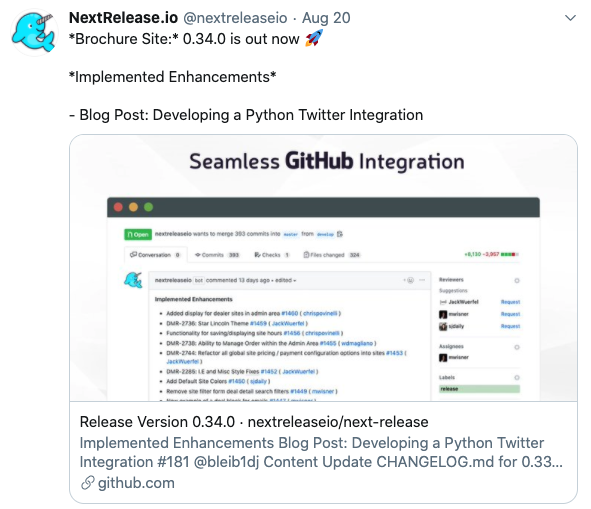 NextRelease.io @nextreleaseio · Aug 20
*Brochure Site:* 0.34.0 is out now 🚀
*Implemented Enhancements*
- Blog Post: Developing a Python Twitter Integration
Seamless GitHub Integration
Open nextreleaseio wants to merge 393 commits into master from develop
Conversation 0 Commits 393 Checks 1 Files changed 324
+8,130 −3,957
nextreleaseio bot commented 13 days ago • edited
Implemented Enhancements
• Added display for dealer sites in admin area #1460 ( chrispovinelli )
• DMR-2736: Star Lincoln Theme #1459 ( JackWuerfel )
• Functionality for saving/displaying site hours #1456 ( chrispovinelli )
• DMR-2738: Ability to Manage Order within the Admin Area #1455 ( wdmagliano )
• DMR-2744: Refactor all global site pricing / payment configuration options into sites #1453 (
JackWuerfel )
• DMR-2285: I.E and Misc Style Fixes #1452 ( JackWuerfel )
• Add Default Site Colors #1450 ( sjdaily )
• Remove site filter form deal detail search filters #1449 ( mwisner )
Reviewers
Suggestions
JackWuerfel Request
mwisner Request
sjdaily Request
Assignees
mwisner
Labels
release
Release Version 0.34.0 · nextreleaseio/next-release
Implemented Enhancements Blog Post: Developing a Python Twitter
Integration #181 @bleib1dj Content Update CHANGELOG.md for 0.33...
github.com